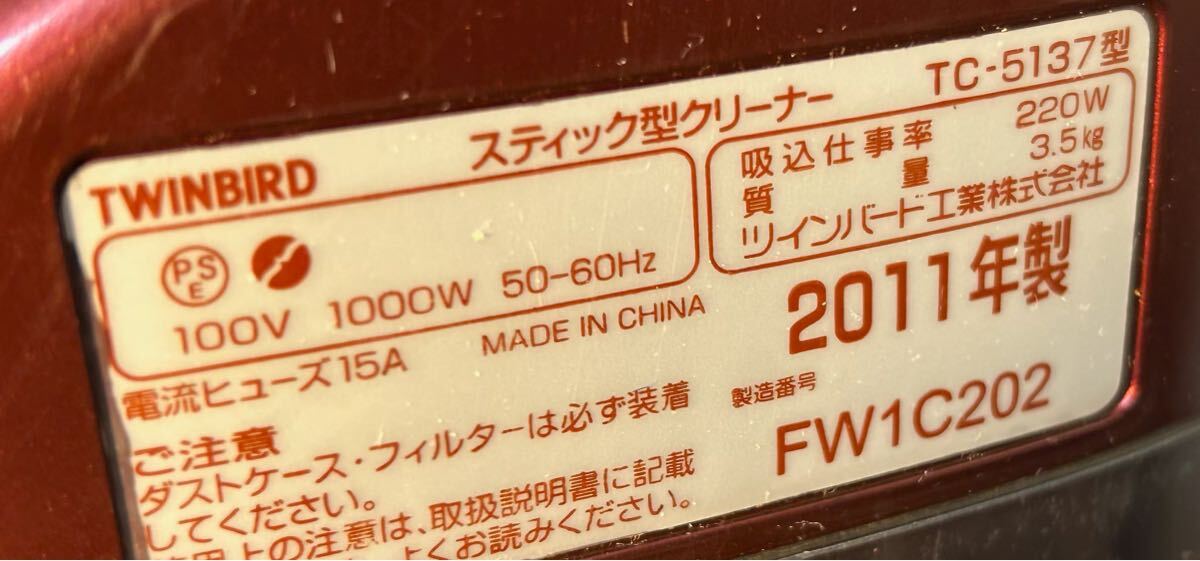 TWINBIRD スティック型クリーナー TC-5137型
PSE
100V 1000W 50-60Hz
吸込仕事率 220W
質量 3.5kg
ツインバード工業株式会社
電流ヒューズ15A MADE IN CHINA 2011年製
ご注意
ダストケース・フィルターは必ず装着
してください。
上の注意は、取扱説明書に記載
よくお読みください。
製造番号 FW1C202